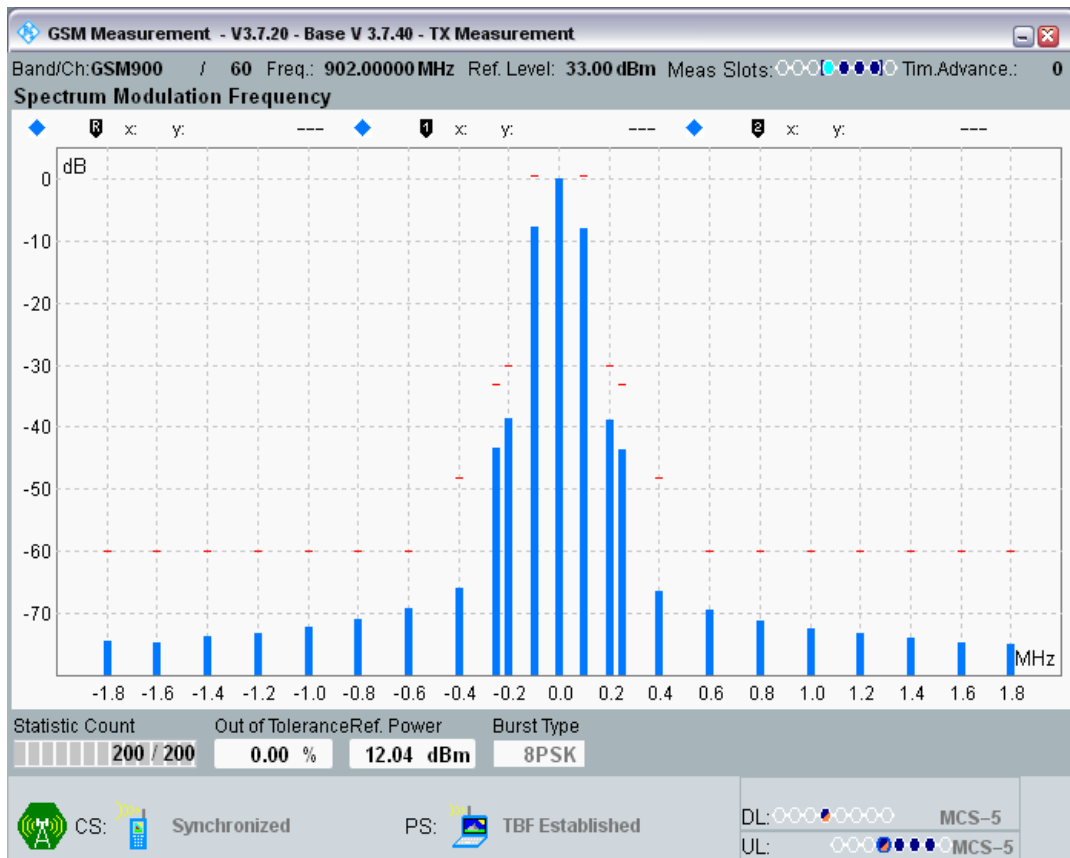 GSM Measurement - V3.7.20 - Base V 3.7.40 - TX Measurement
Band/Ch:GSM900 / 60 Freq.: 902.00000 MHz Ref. Level: 33.00 dBm Meas Slots: Tim.Advance.: 0
Spectrum Modulation Frequency
R x: y: --- 1 x: y: --- 2 x: y: ---
dB
0
-10
-20
-30
-40
-50
-60
-70
MHz
-1.8 -1.6 -1.4 -1.2 -1.0 -0.8 -0.6 -0.4 -0.2 0.0 0.2 0.4 0.6 0.8 1.0 1.2 1.4 1.6 1.8
Statistic Count Out of Tolerance Ref. Power Burst Type
200 / 200 0.00 % 12.04 dBm 8PSK
CS: Synchronized PS: TBF Established
DL: MCS-5
UL: MCS-5